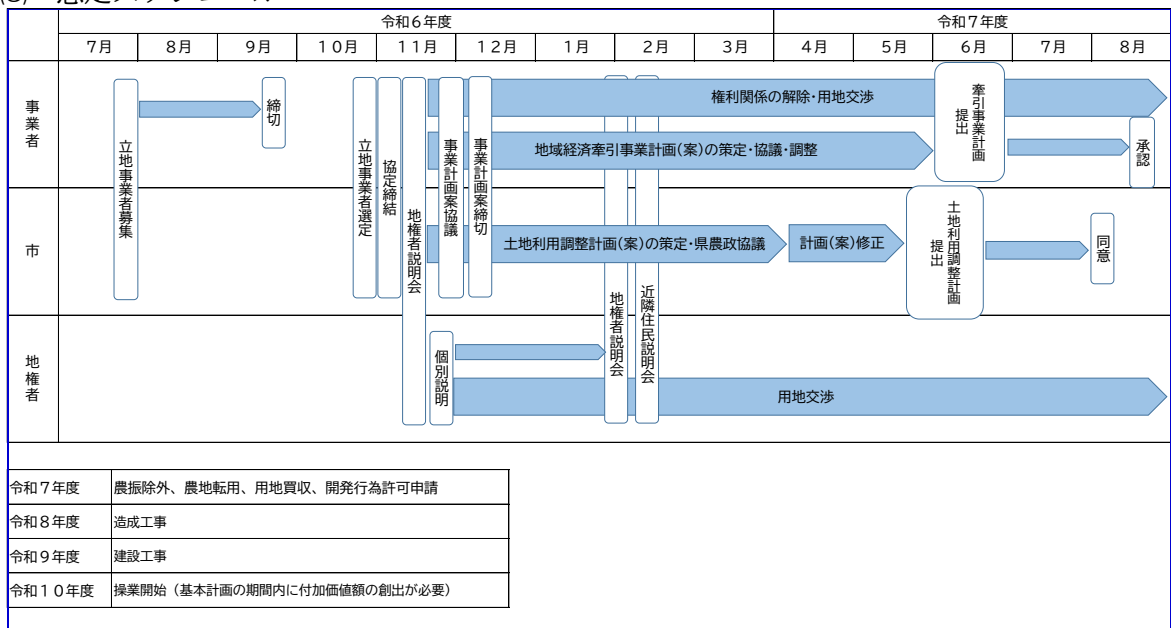 令和６年度
令和７年度
７月
８月
９月
１０月
１１月
１２月
１月
２月
３月
４月
５月
６月
７月
８月
事業者
市
地権者
立地事業者募集
締切
立地事業者選定
協定締結
地権者説明会
事業計画案協議
事業計画案締切
権利関係の解除・用地交渉
地域経済牽引事業計画(案)の策定・協議・調整
牽引事業計画
提出
承認
土地利用調整計画(案)の策定・県農政協議
計画(案)修正
土地利用調整計画
提出
同意
個別説明
地権者説明会
近隣住民説明会
用地交渉
令和７年度
農振除外、農地転用、用地買収、開発行為許可申請
令和８年度
造成工事
令和９年度
建設工事
令和１０年度
操業開始（基本計画の期間内に付加価値額の創出が必要）